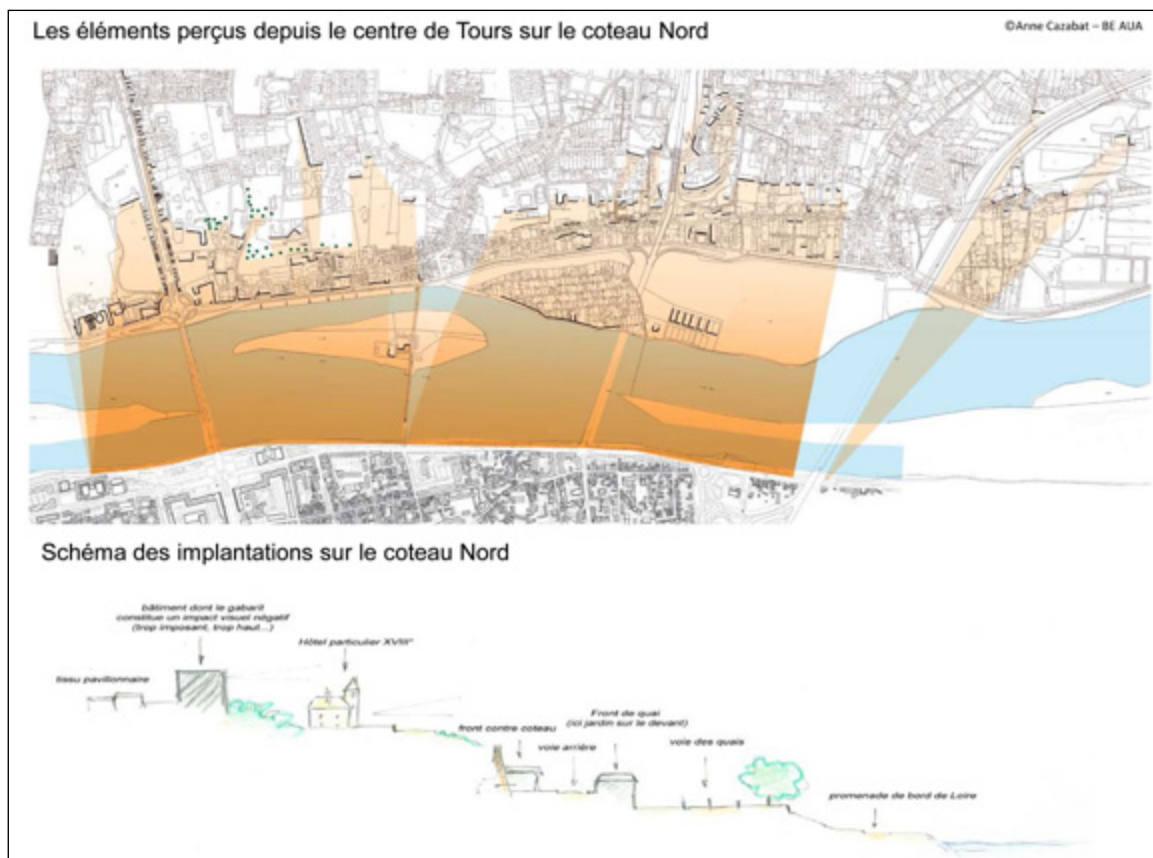 Les éléments perçus depuis le centre de Tours sur le coteau Nord
©Anne Cazabat – BE AUA
Schéma des implantations sur le coteau Nord
bâtiment dont le gabarit
constitue un impact visuel négatif
(trop imposant, trop haut...)
Hôtel particulier XVIII°
tissu pavillonnaire
Front de quai
(ici jardin sur le devant)
front contre coteau
voie arrière
voie des quais
promenade de bord de Loire